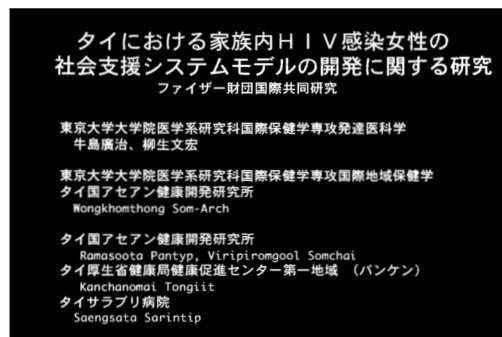 タイにおける家族内ＨＩＶ感染女性の
社会支援システムモデルの開発に関する研究
ファイザー財団国際共同研究
東京大学大学院医学系研究科国際保健学専攻発達医科学
牛島廣治、柳生文宏
東京大学大学院医学系研究科国際保健学専攻国際地域保健学
タイ国アセアン健康開発研究所
Wongkhomthong Som-Arch
タイ国アセアン健康開発研究所
Ramasoota Pantyp, Viripiromgool Somchai
タイ厚生省健康局健康促進センター第一地域　（バンケン）
Kanchanomai Tongiit
タイサラブリ病院
Saengsata Sarintip